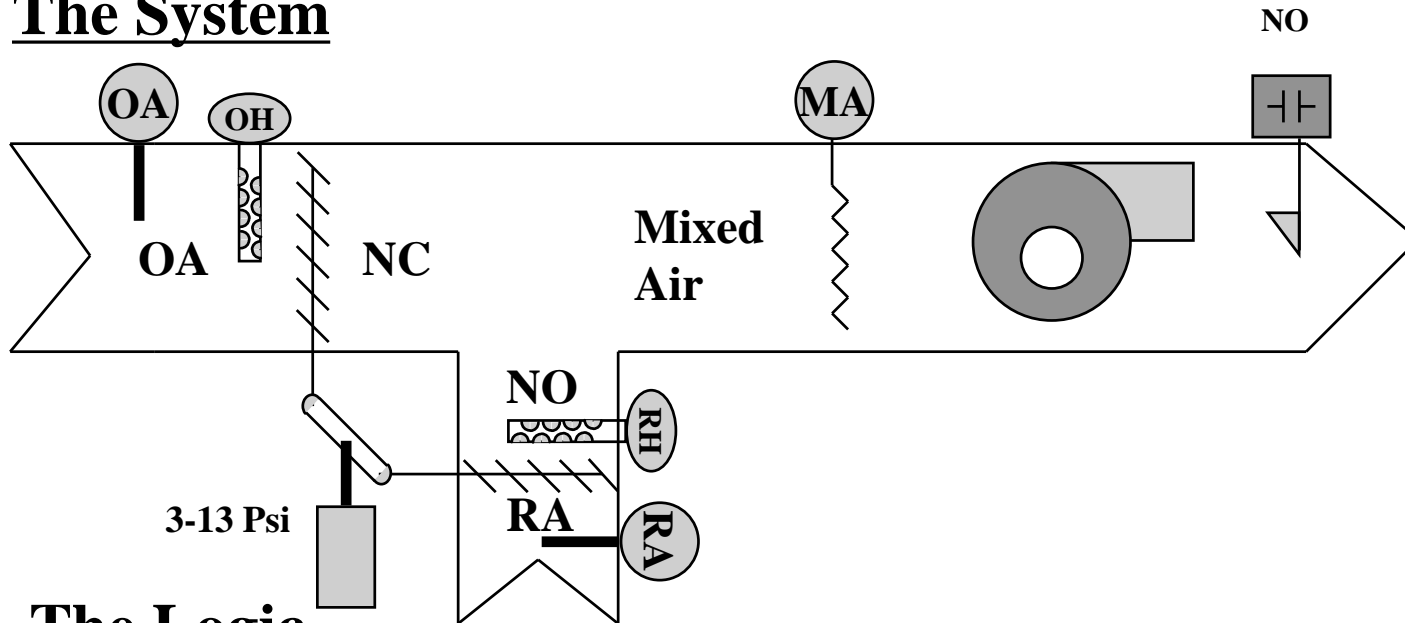 The System
NO
OA
OH
MA
OA
NC
Mixed
Air
NO
RH
3-13 Psi
RA
RA
The Logic